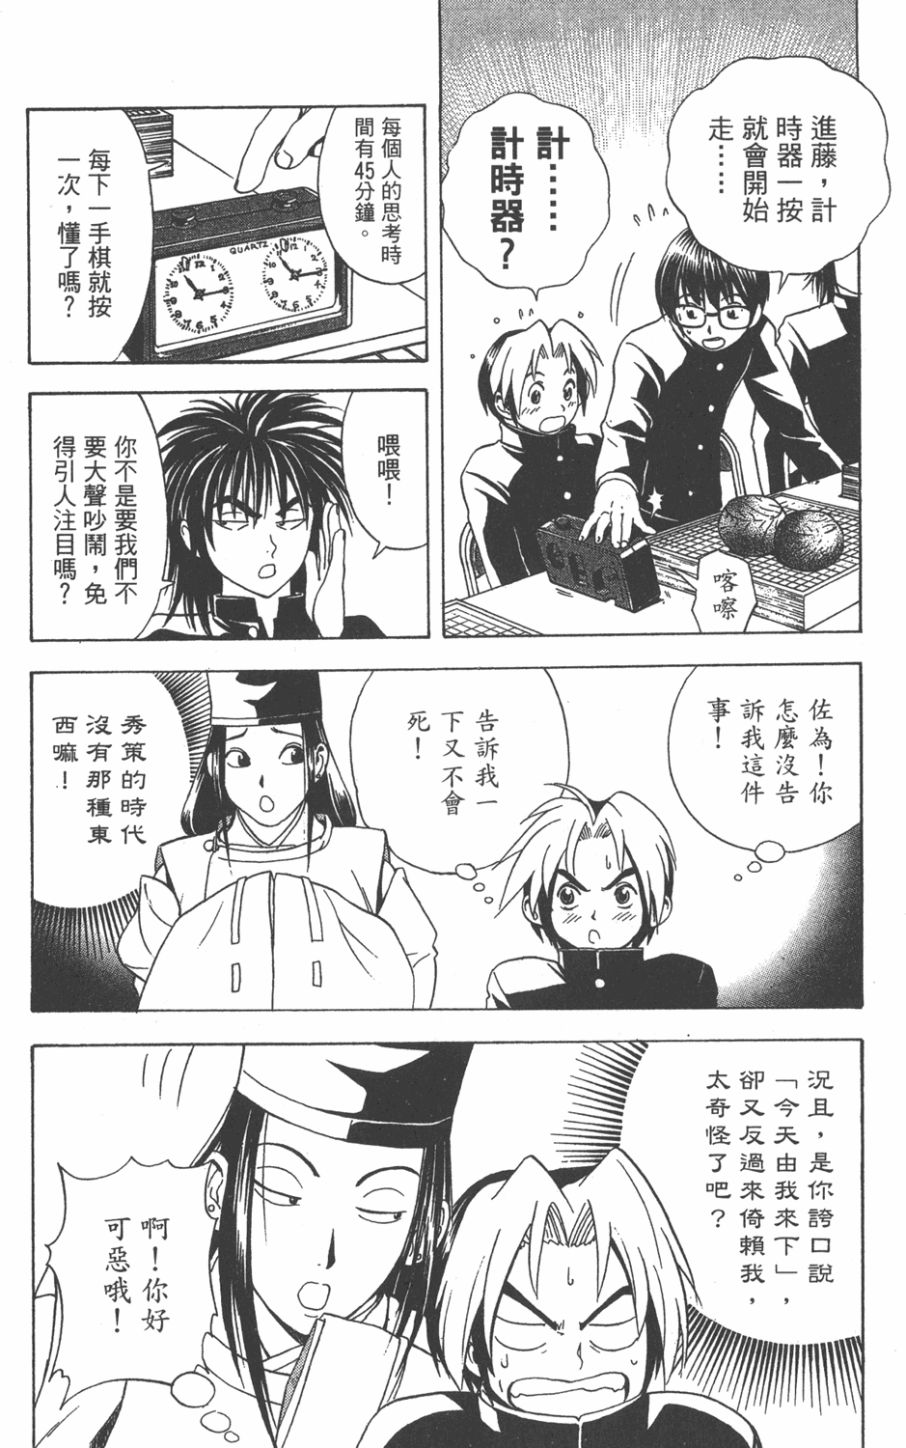 進藤，計
時器一按
就會開始
走……
計……
計時器？
喀嚓
每個人的思考時
間有45分鐘。
QUARTZ
每下一手棋就按
一次，懂了嗎？
喂喂！
你不是要我們不
要大聲吵鬧，免
得引人注目嗎？
佐為！你
怎麼沒告
訴我這件
事！
告訴我一
下又不會
死！
秀策的時代
沒有那種東
西嘛！
況且，是你誇口說
「今天由我來下」，
卻又反過來倚賴我，
太奇怪了吧？
啊！你好
可惡哦！